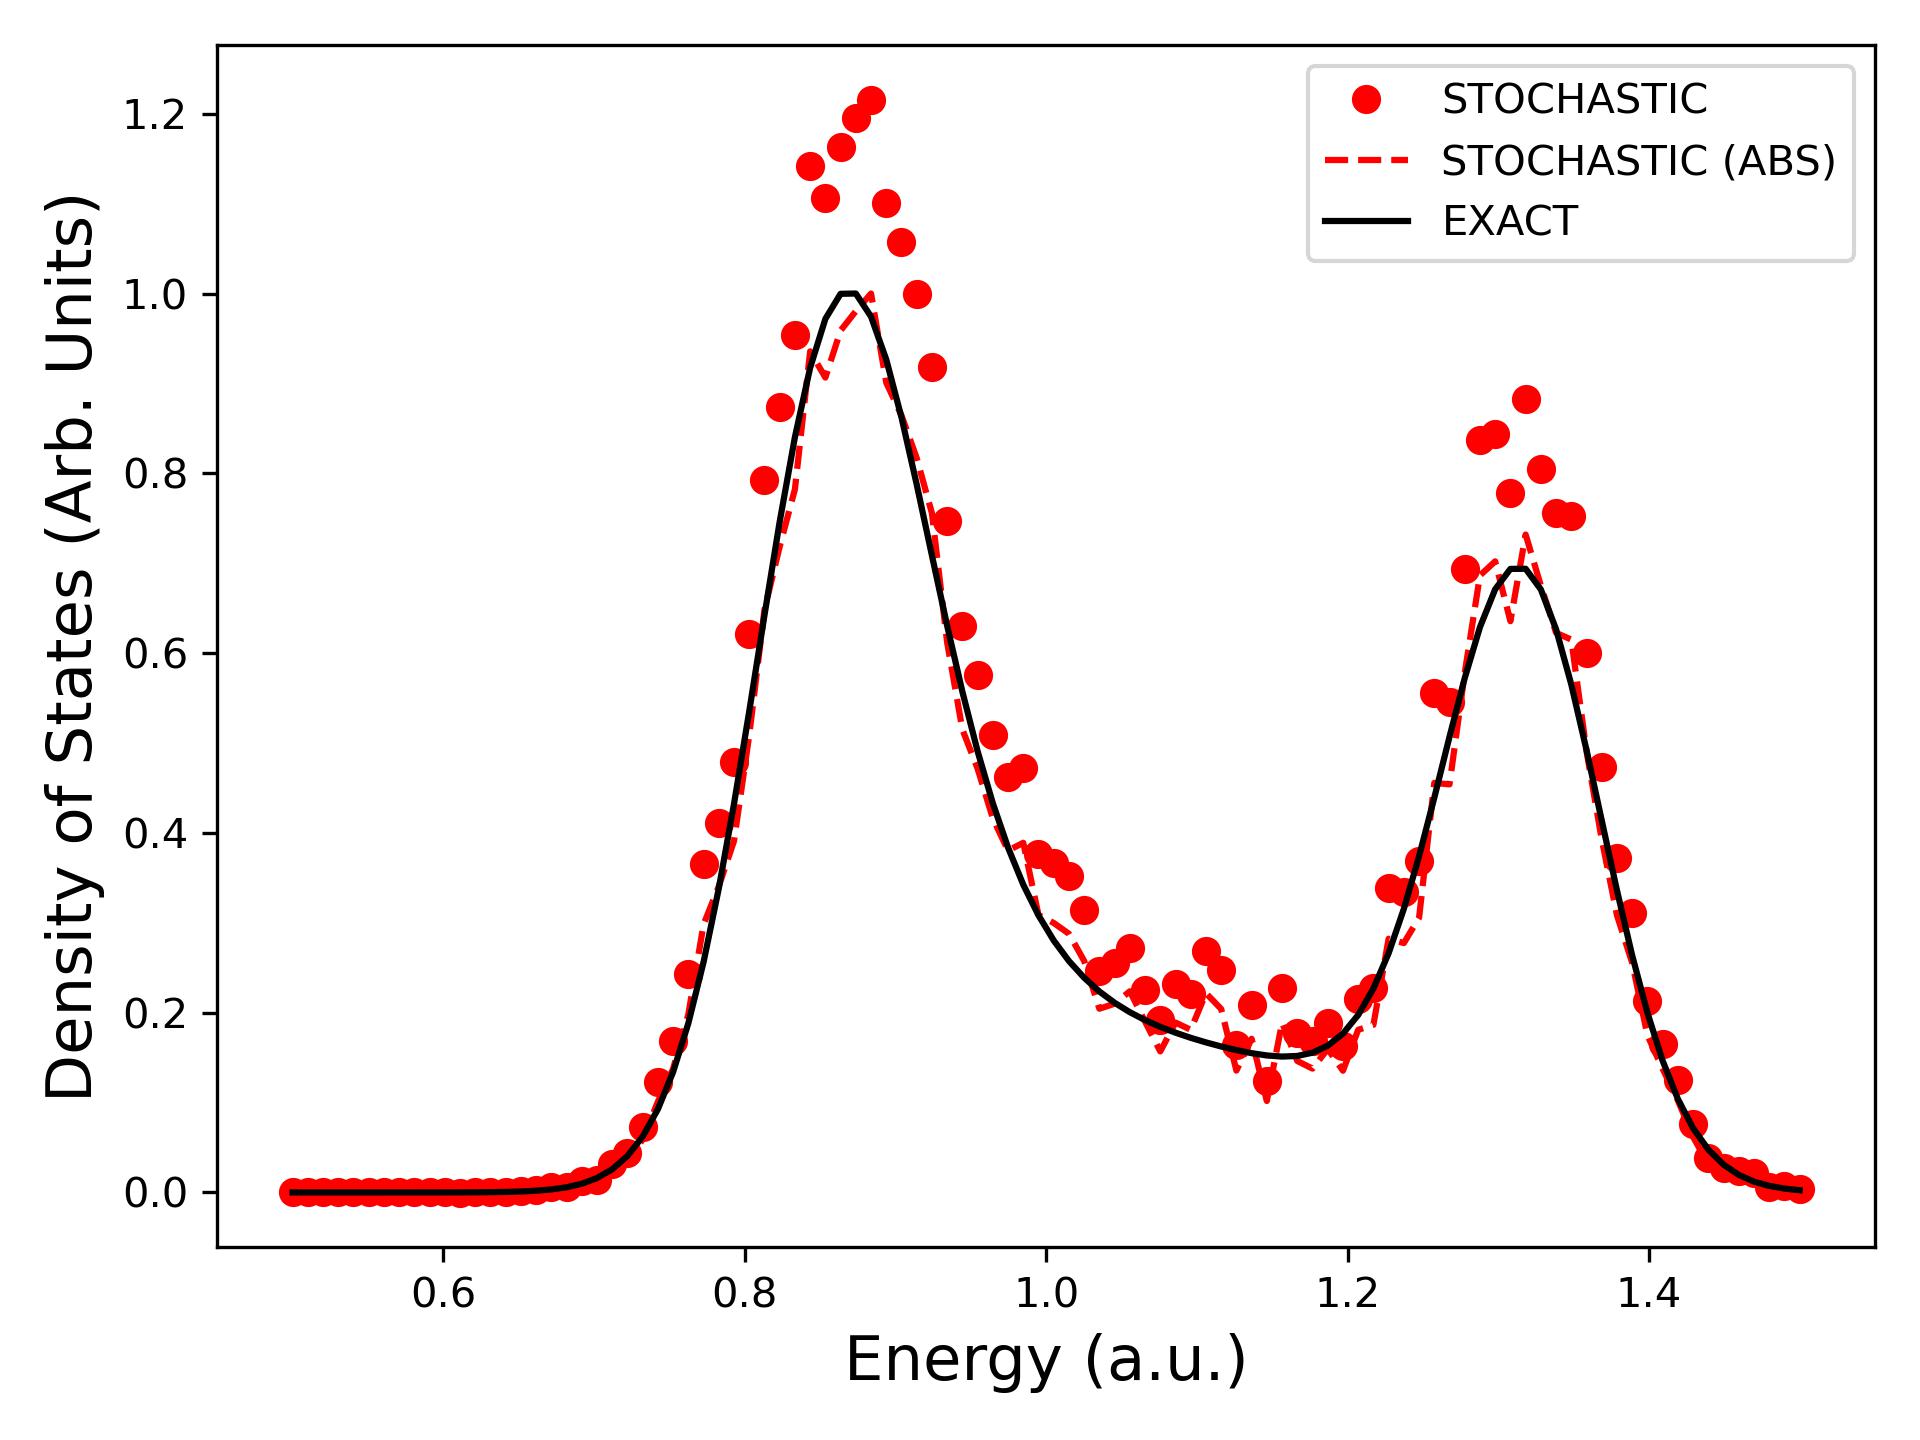 STOCHASTIC
STOCHASTIC (ABS)
EXACT
Density of States (Arb. Units)
1.2
1.0
0.8
0.6
0.4
0.2
0.0
0.6 0.8 1.0 1.2 1.4
Energy (a.u.)